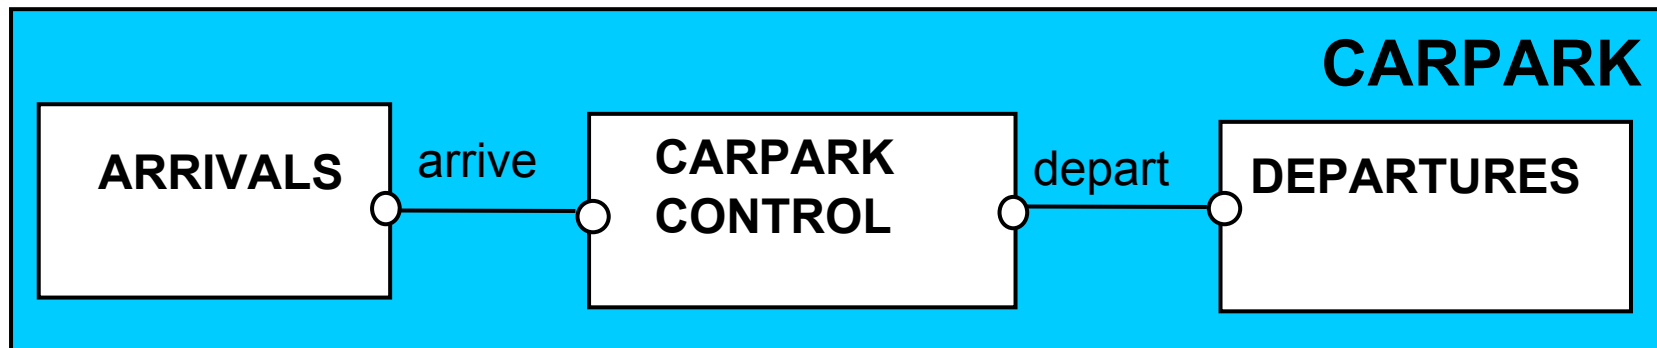 CARPARK
ARRIVALS
arrive
CARPARK
CONTROL
depart
DEPARTURES